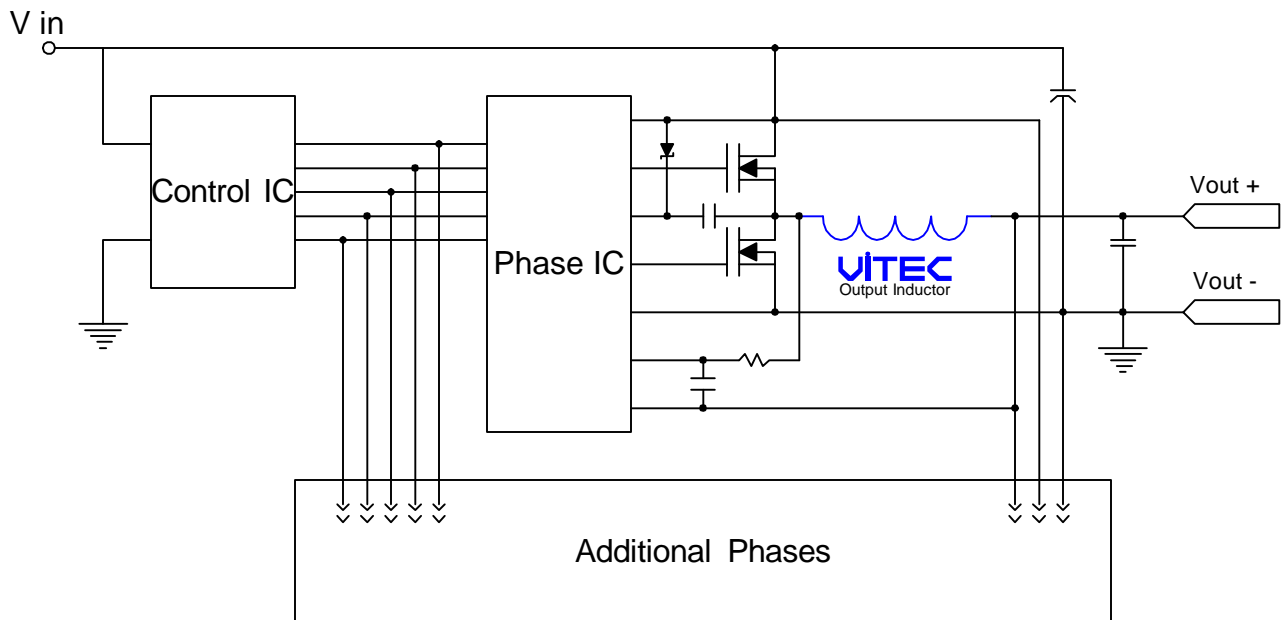 V in
Control IC
Phase IC
Vout +
ViTEC
Output Inductor
Vout -
Additional Phases